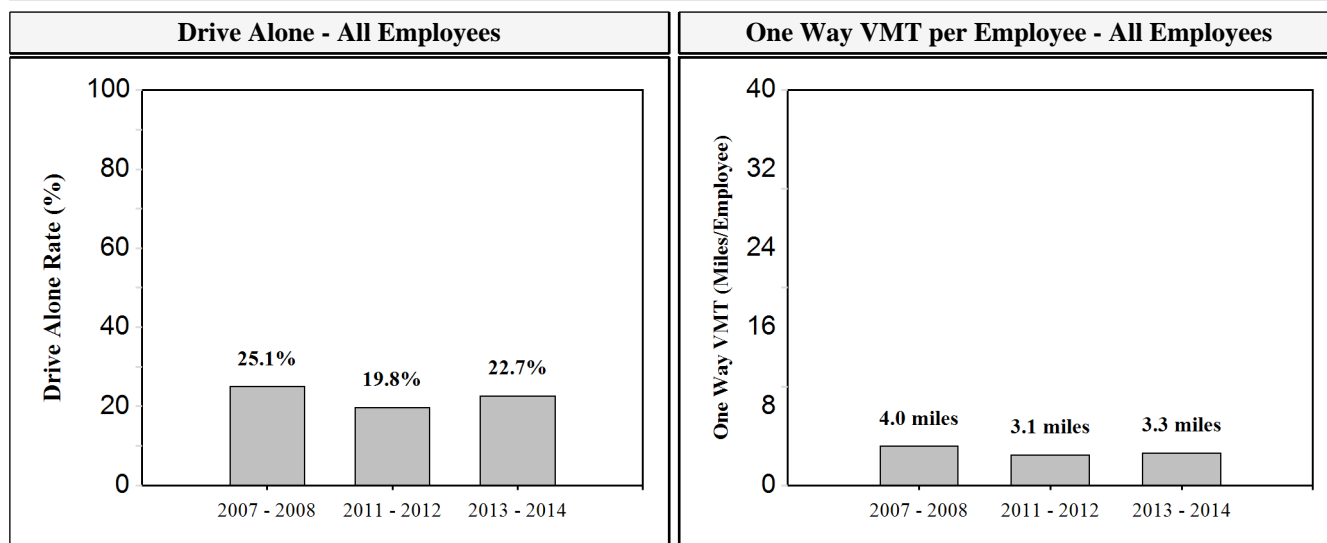 Drive Alone - All Employees
One Way VMT per Employee - All Employees
Drive Alone Rate (%)
100
80
60
40
20
0
25.1%
19.8%
22.7%
2007 - 2008
2011 - 2012
2013 - 2014
One Way VMT (Miles/Employee)
40
32
24
16
8
0
4.0 miles
3.1 miles
3.3 miles
2007 - 2008
2011 - 2012
2013 - 2014